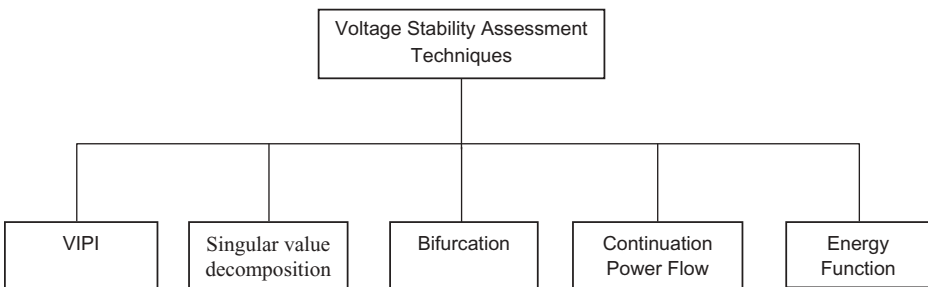 Voltage Stability Assessment
Techniques
VIPI
Singular value
decomposition
Bifurcation
Continuation
Power Flow
Energy
Function